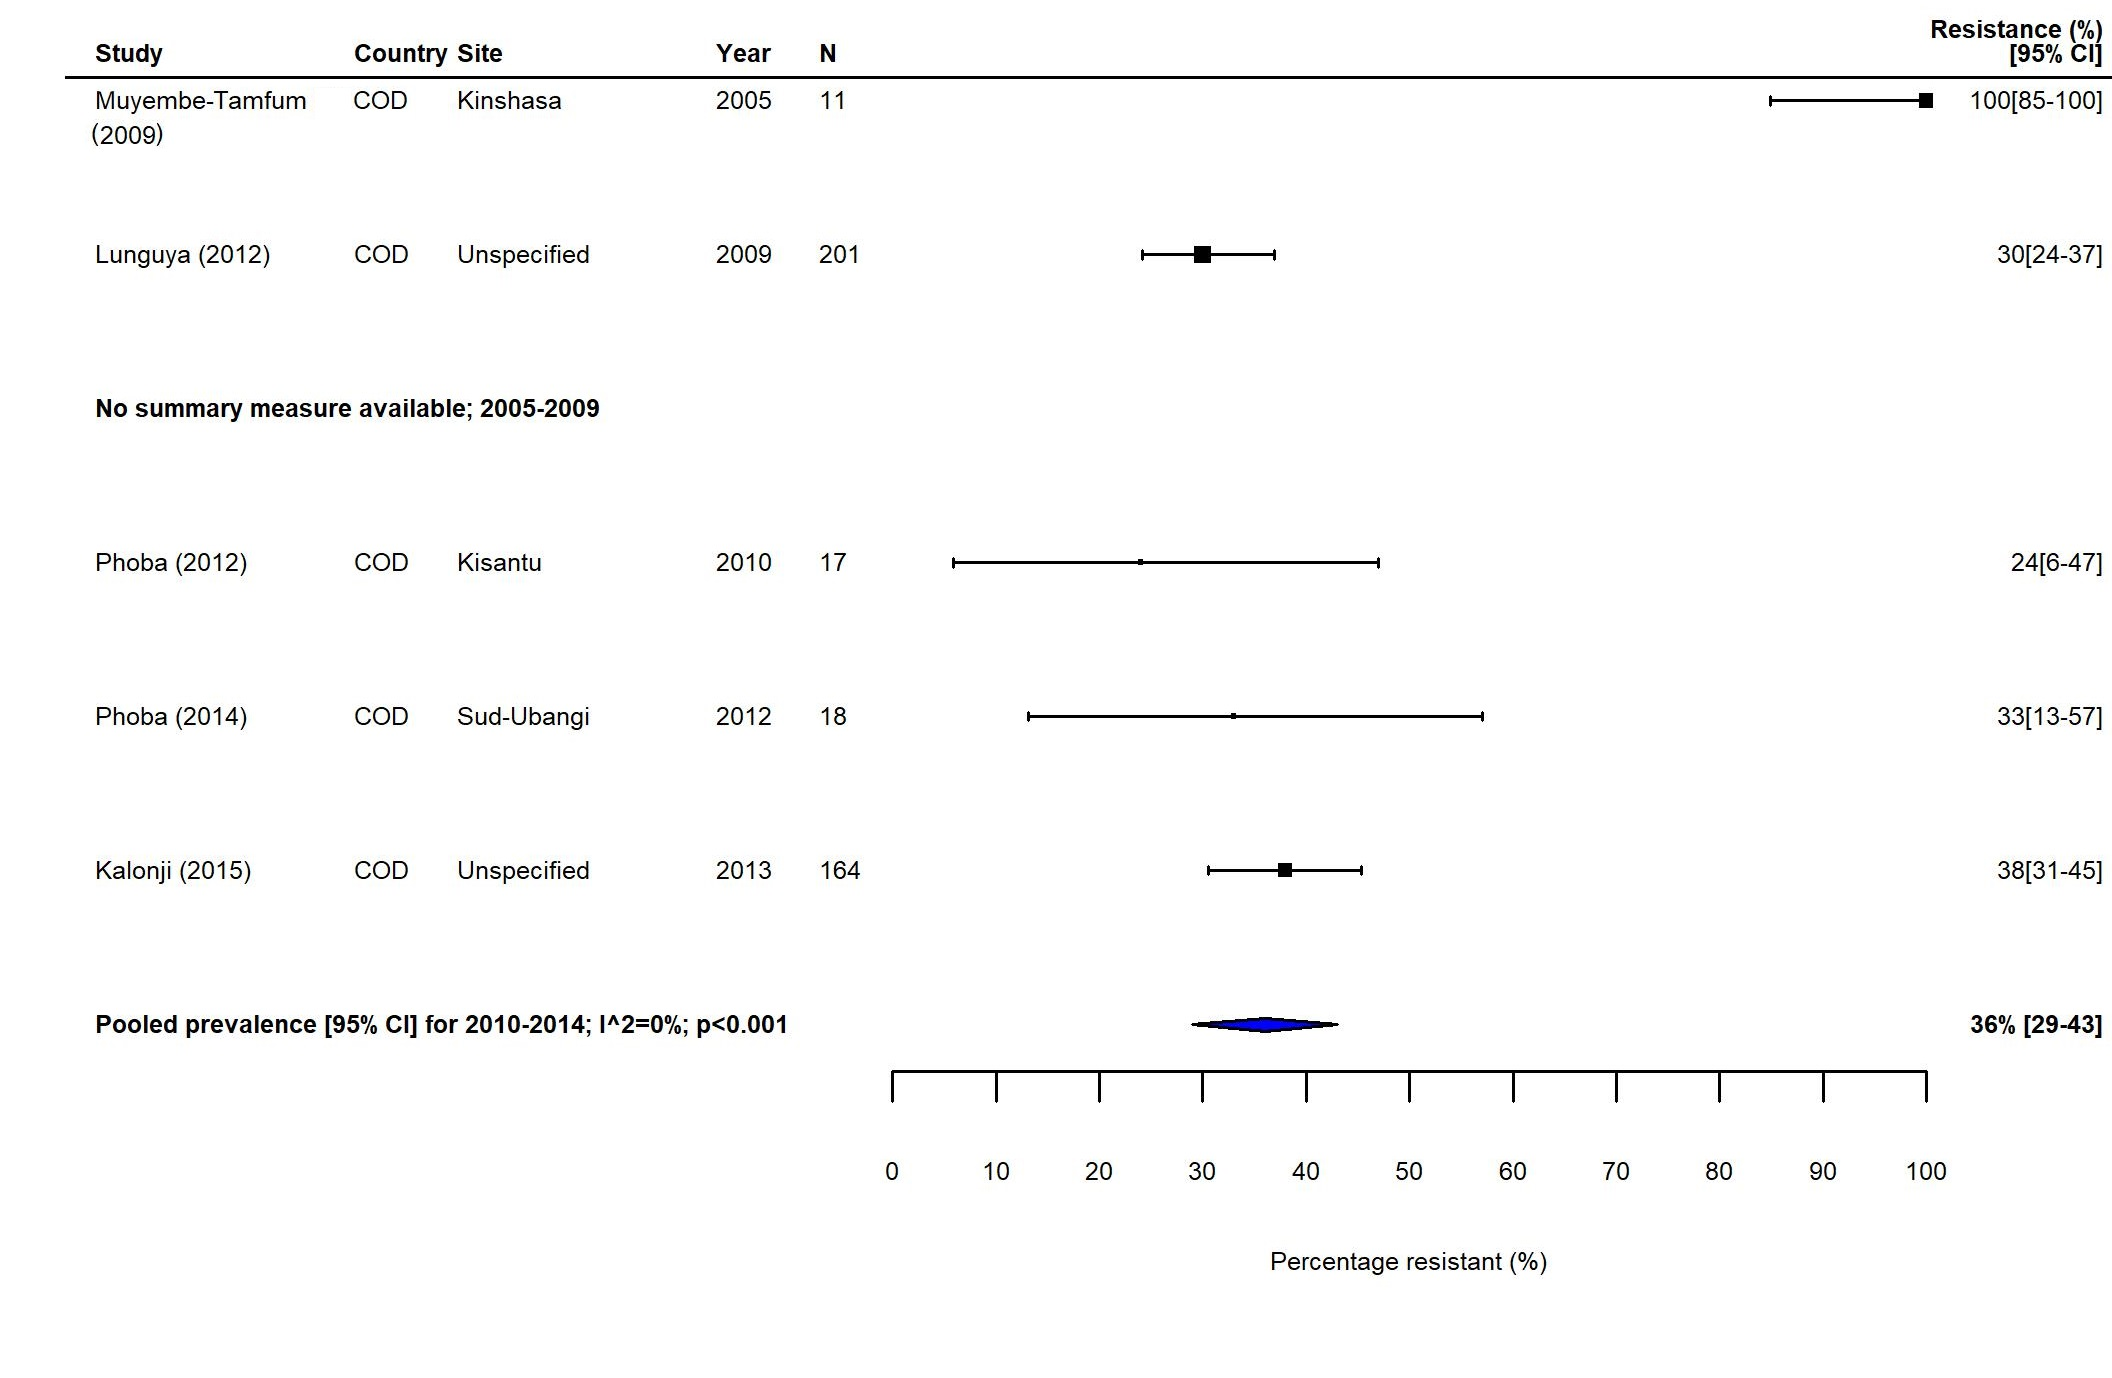 Study Country Site Year N Resistance (%)
[95% CI]
Muyembe-Tamfum COD Kinshasa 2005 11 100[85-100]
(2009)
Lunguya (2012) COD Unspecified 2009 201 30[24-37]
No summary measure available; 2005-2009
Phoba (2012) COD Kisantu 2010 17 24[6-47]
Phoba (2014) COD Sud-Ubangi 2012 18 33[13-57]
Kalonji (2015) COD Unspecified 2013 164 38[31-45]
Pooled prevalence [95% CI] for 2010-2014; I^2=0%; p<0.001 36% [29-43]
0 10 20 30 40 50 60 70 80 90 100
Percentage resistant (%)